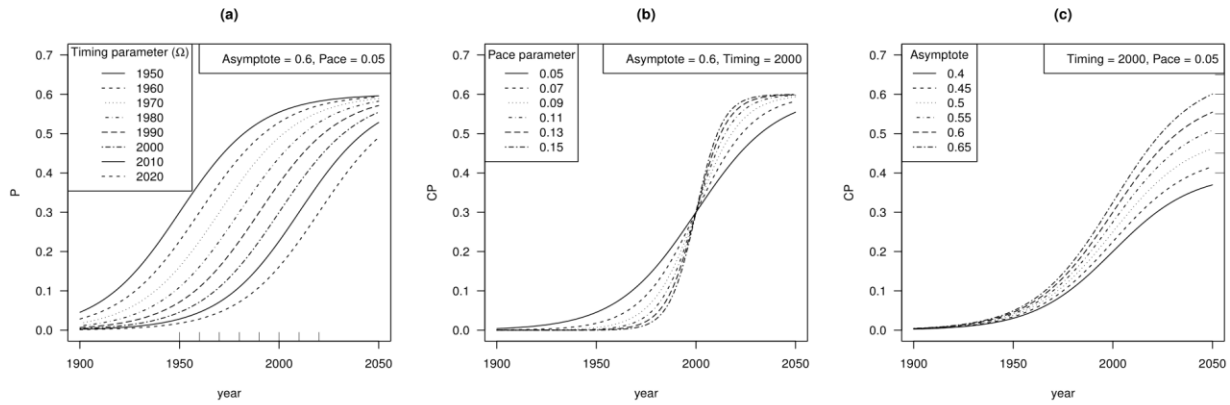 (a)
Timing parameter (Ω)
1950
1960
1970
1980
1990
2000
2010
2020
Asymptote = 0.6, Pace = 0.05
0.7
0.6
0.5
0.4
0.3
0.2
0.1
0.0
P
1900 1950 2000 2050
year
(b)
Pace parameter
0.05
0.07
0.09
0.11
0.13
0.15
Asymptote = 0.6, Timing = 2000
0.7
0.6
0.5
0.4
0.3
0.2
0.1
0.0
CP
1900 1950 2000 2050
year
(c)
Asymptote
0.4
0.45
0.5
0.55
0.6
0.65
Timing = 2000, Pace = 0.05
0.7
0.6
0.5
0.4
0.3
0.2
0.1
0.0
CP
1900 1950 2000 2050
year